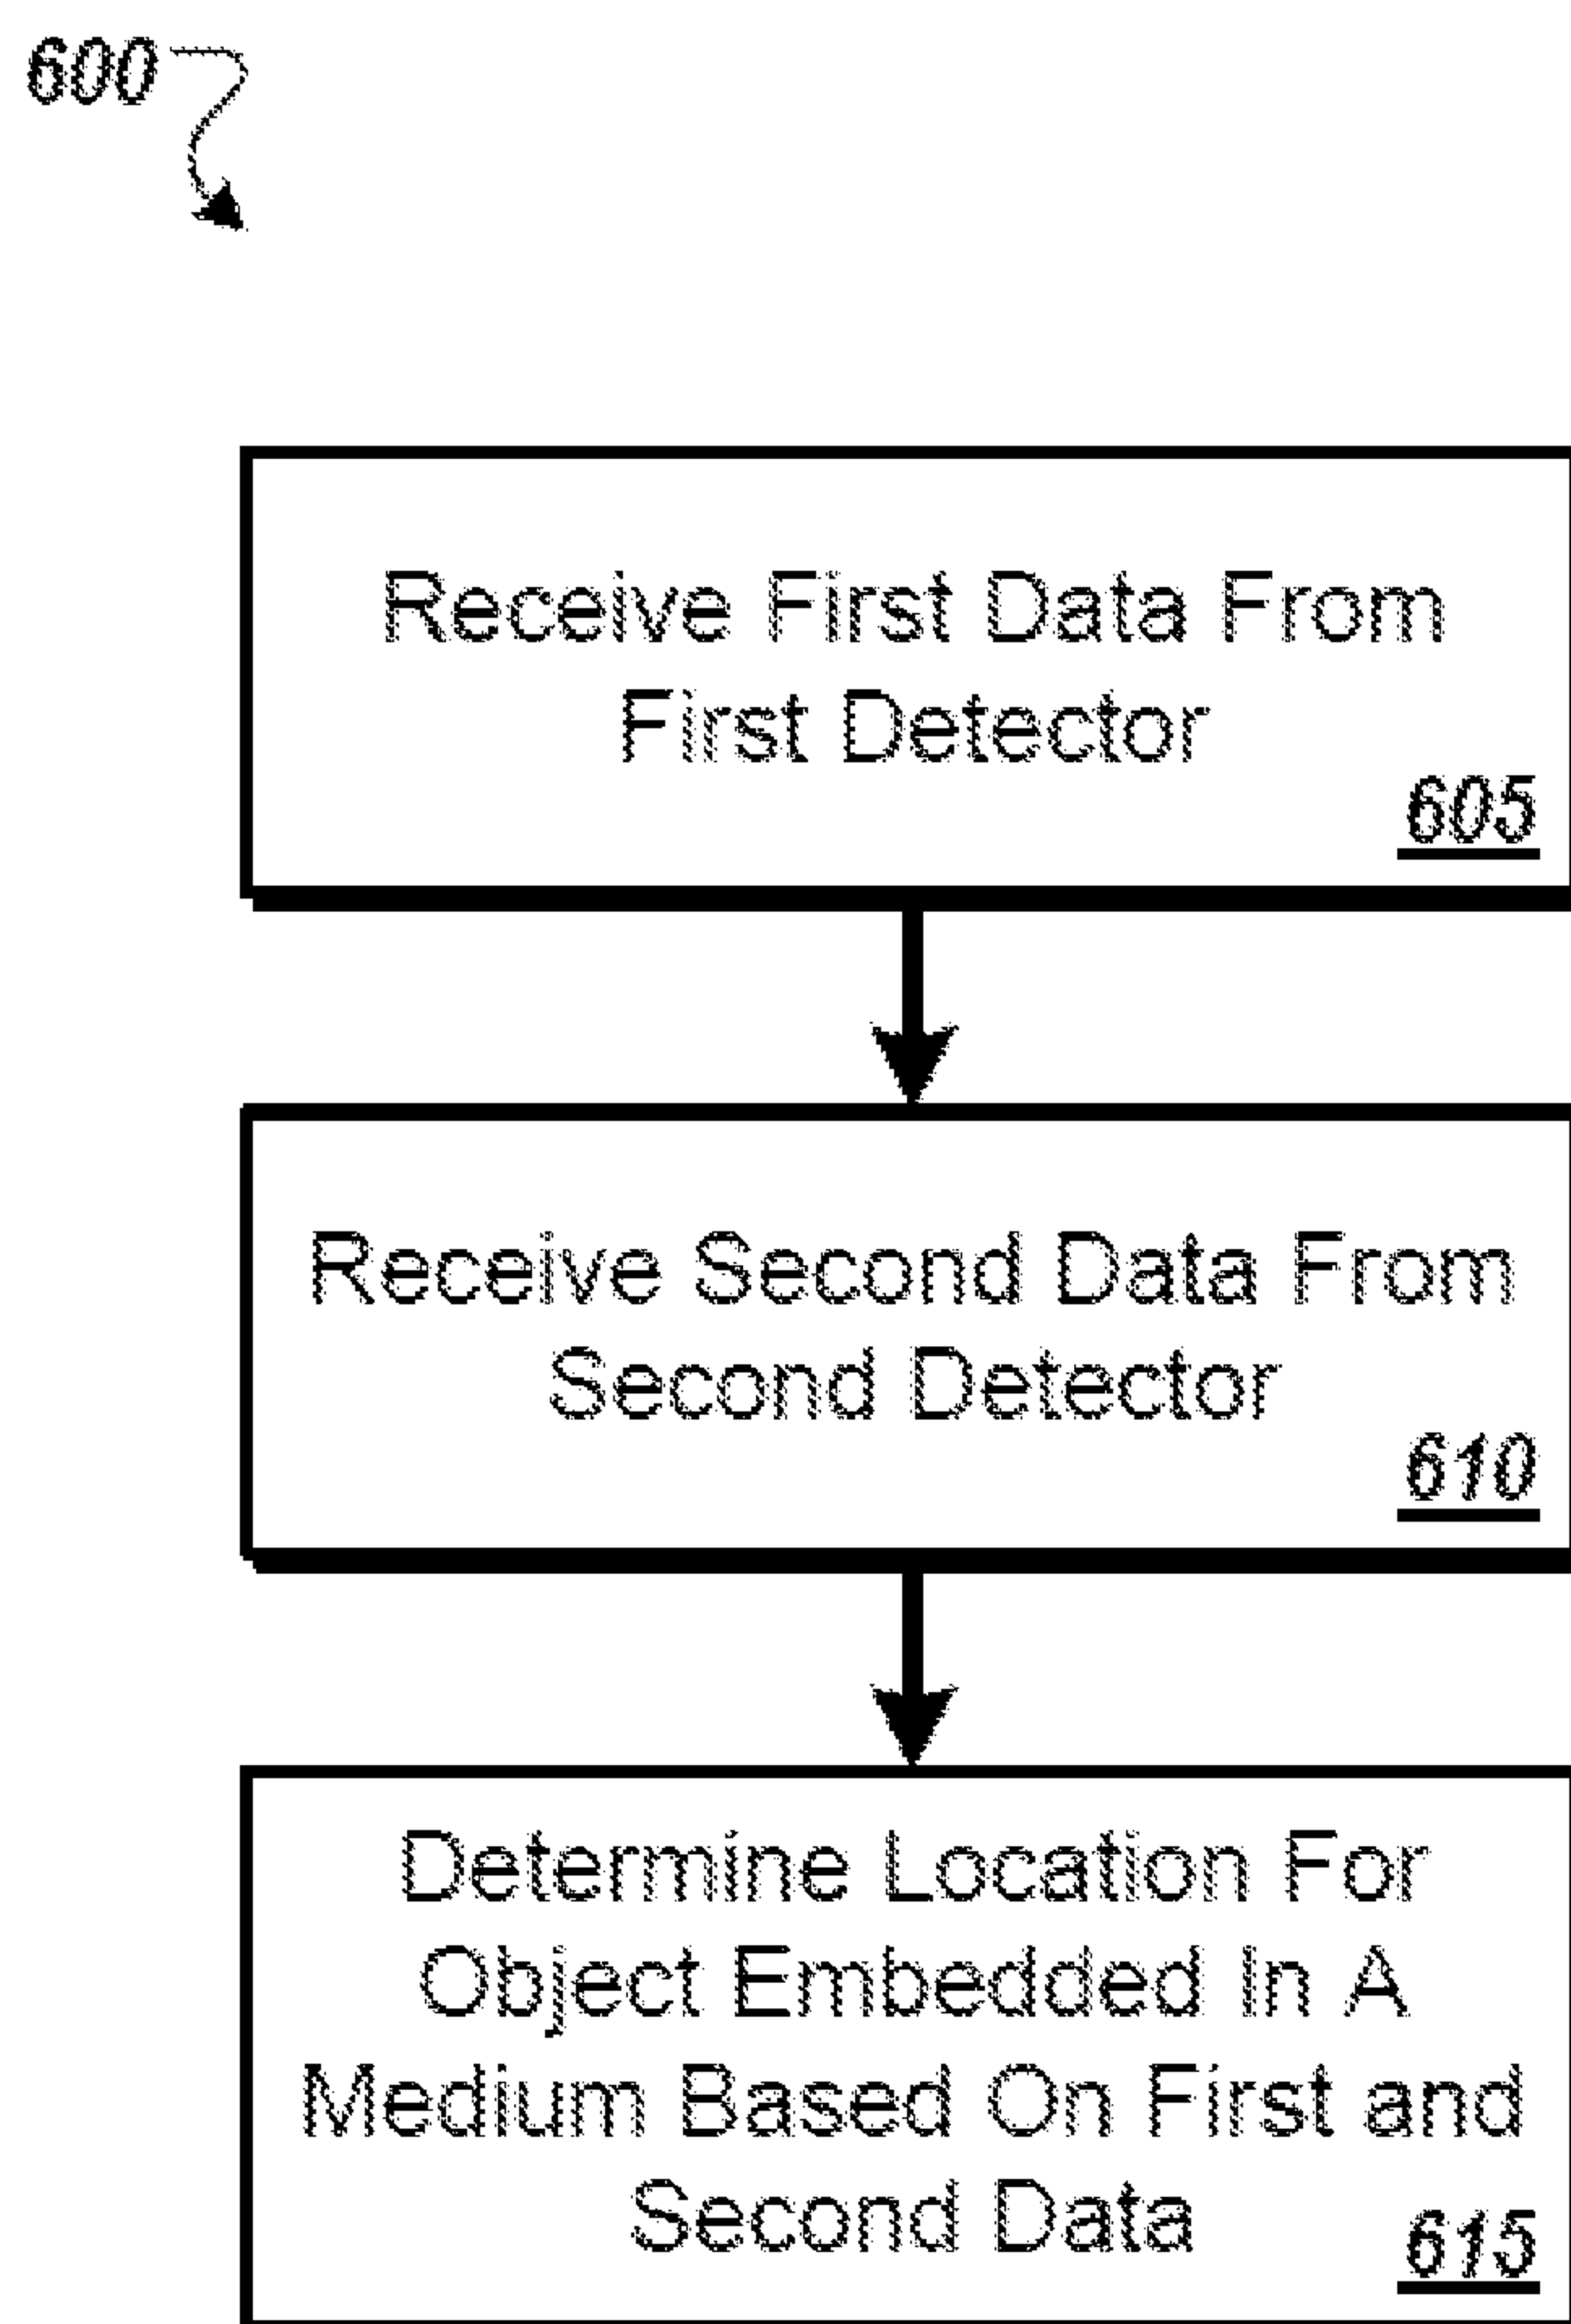 600
Receive First Data From
First Detector
605
Receive Second Data From
Second Detector
610
Determine Location For
Object Embedded In A
Medium Based On First and
Second Data
615